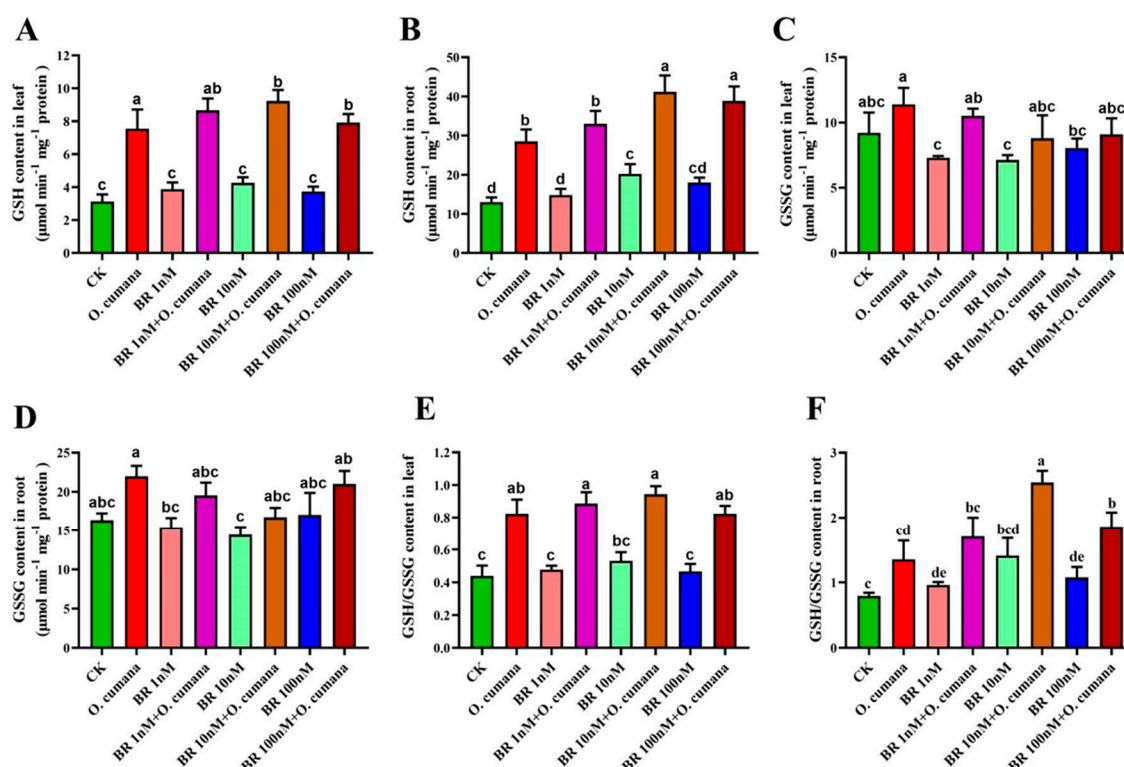 A
GSH content in leaf
(µmol min⁻¹ mg⁻¹ protein )
12
10
8
6
4
2
0
c
a
c
ab
c
b
c
b
CK
O. cumana
BR 1nM
BR 1nM+O. cumana
BR 10nM
BR 10nM+O. cumana
BR 100nM
BR 100nM+O. cumana
B
GSH content in root
(µmol min⁻¹ mg⁻¹ protein )
50
40
30
20
10
0
d
b
d
b
c
a
cd
a
CK
O. cumana
BR 1nM
BR 1nM+O. cumana
BR 10nM
BR 10nM+O. cumana
BR 100nM
BR 100nM+O. cumana
C
GSSG content in leaf
(µmol min⁻¹ mg⁻¹ protein )
15
10
5
0
abc
a
c
ab
c
abc
bc
abc
CK
O. cumana
BR 1nM
BR 1nM+O. cumana
BR 10nM
BR 10nM+O. cumana
BR 100nM
BR 100nM+O. cumana
D
GSSG content in root
(µmol min⁻¹ mg⁻¹ protein )
25
20
15
10
5
0
abc
a
bc
abc
c
abc
abc
ab
CK
O. cumana
BR 1nM
BR 1nM+O. cumana
BR 10nM
BR 10nM+O. cumana
BR 100nM
BR 100nM+O. cumana
E
GSH/GSSG content in leaf
1.2
1.0
0.8
0.6
0.4
0.2
0.0
c
ab
c
a
bc
a
c
ab
CK
O. cumana
BR 1nM
BR 1nM+O. cumana
BR 10nM
BR 10nM+O. cumana
BR 100nM
BR 100nM+O. cumana
F
GSH/GSSG content in root
3
2
1
0
c
cd
de
bc
bcd
a
de
b
CK
O. cumana
BR 1nM
BR 1nM+O. cumana
BR 10nM
BR 10nM+O. cumana
BR 100nM
BR 100nM+O. cumana